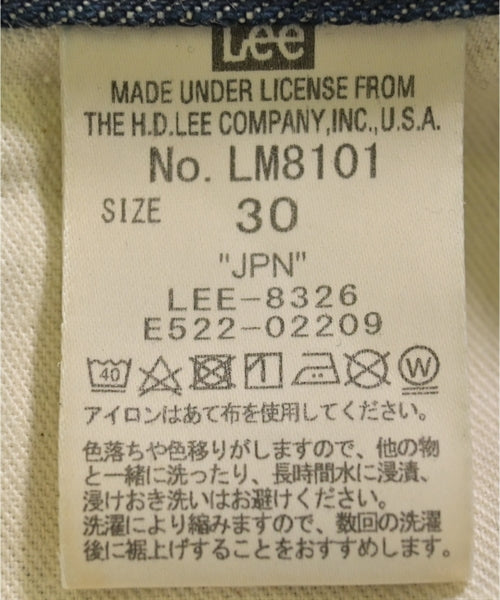 Lee
MADE UNDER LICENSE FROM
THE H.D.LEE COMPANY,INC.,U.S.A.
No. LM8101
SIZE 30
"JPN"
LEE-8326
E522-02209
40 W
アイロンはあて布を使用してください。
色落ちや色移りがしますので、他の物
と一緒に洗ったり、長時間水に浸漬、
浸けおき洗いはお避けください。
洗濯により縮みますので、数回の洗濯
後に裾上げすることをおすすめします。